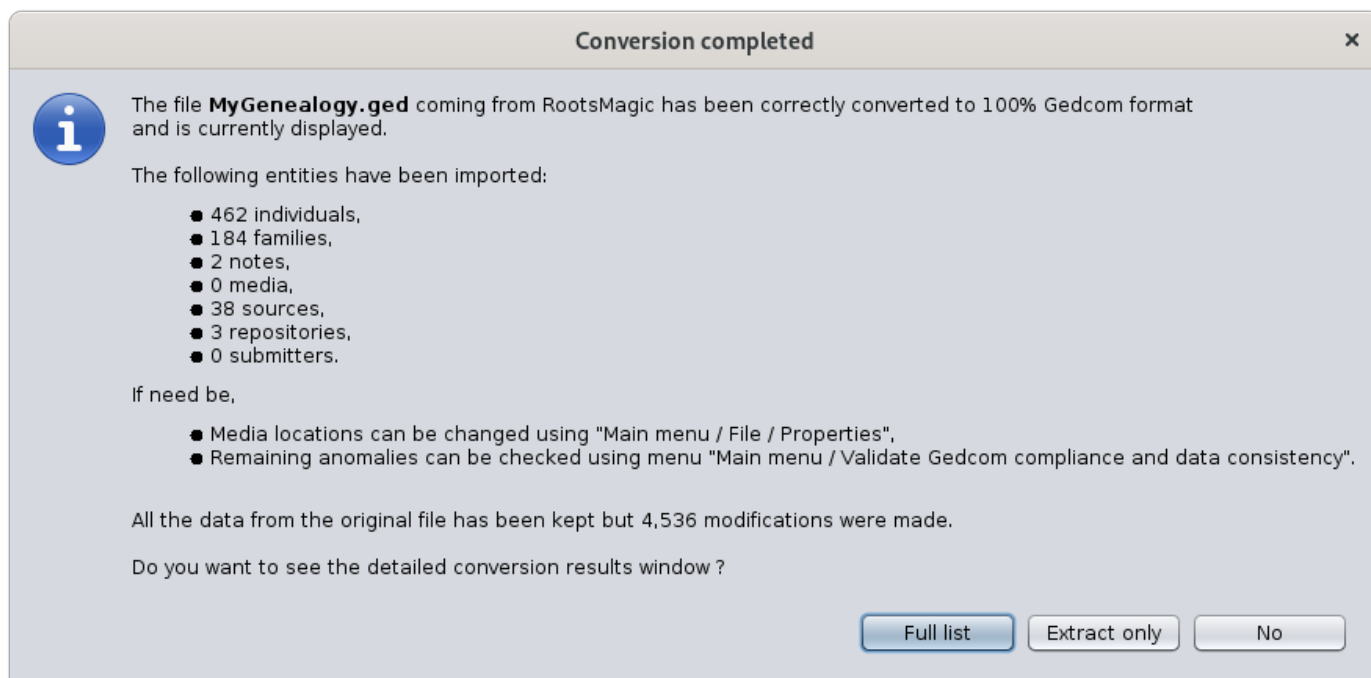 Conversion completed
The file MyGenealogy.ged coming from RootsMagic has been correctly converted to 100% Gedcom format
and is currently displayed.
The following entities have been imported:
● 462 individuals,
● 184 families,
● 2 notes,
● 0 media,
● 38 sources,
● 3 repositories,
● 0 submitters.
If need be,
● Media locations can be changed using "Main menu / File / Properties",
● Remaining anomalies can be checked using menu "Main menu / Validate Gedcom compliance and data consistency".
All the data from the original file has been kept but 4,536 modifications were made.
Do you want to see the detailed conversion results window ?
Full list Extract only No